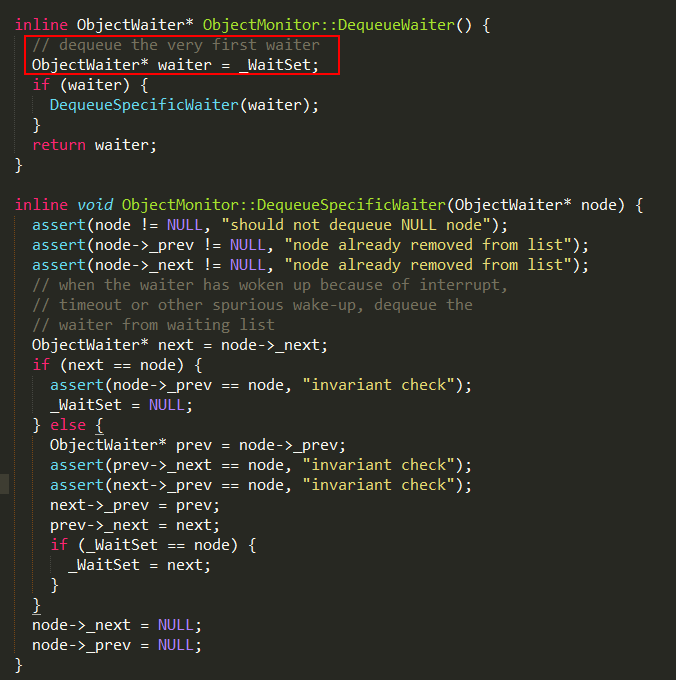 inline ObjectWaiter* ObjectMonitor::DequeueWaiter() {
  // dequeue the very first waiter
  ObjectWaiter* waiter = _WaitSet;
  if (waiter) {
    DequeueSpecificWaiter(waiter);
  }
  return waiter;
}

inline void ObjectMonitor::DequeueSpecificWaiter(ObjectWaiter* node) {
  assert(node != NULL, "should not dequeue NULL node");
  assert(node->_prev != NULL, "node already removed from list");
  assert(node->_next != NULL, "node already removed from list");
  // when the waiter has woken up because of interrupt,
  // timeout or other spurious wake-up, dequeue the
  // waiter from waiting list
  ObjectWaiter* next = node->_next;
  if (next == node) {
    assert(node->_prev == node, "invariant check");
    _WaitSet = NULL;
  } else {
    ObjectWaiter* prev = node->_prev;
    assert(prev->_next == node, "invariant check");
    assert(next->_prev == node, "invariant check");
    next->_prev = prev;
    prev->_next = next;
    if (_WaitSet == node) {
      _WaitSet = next;
    }
  }
  node->_next = NULL;
  node->_prev = NULL;
}